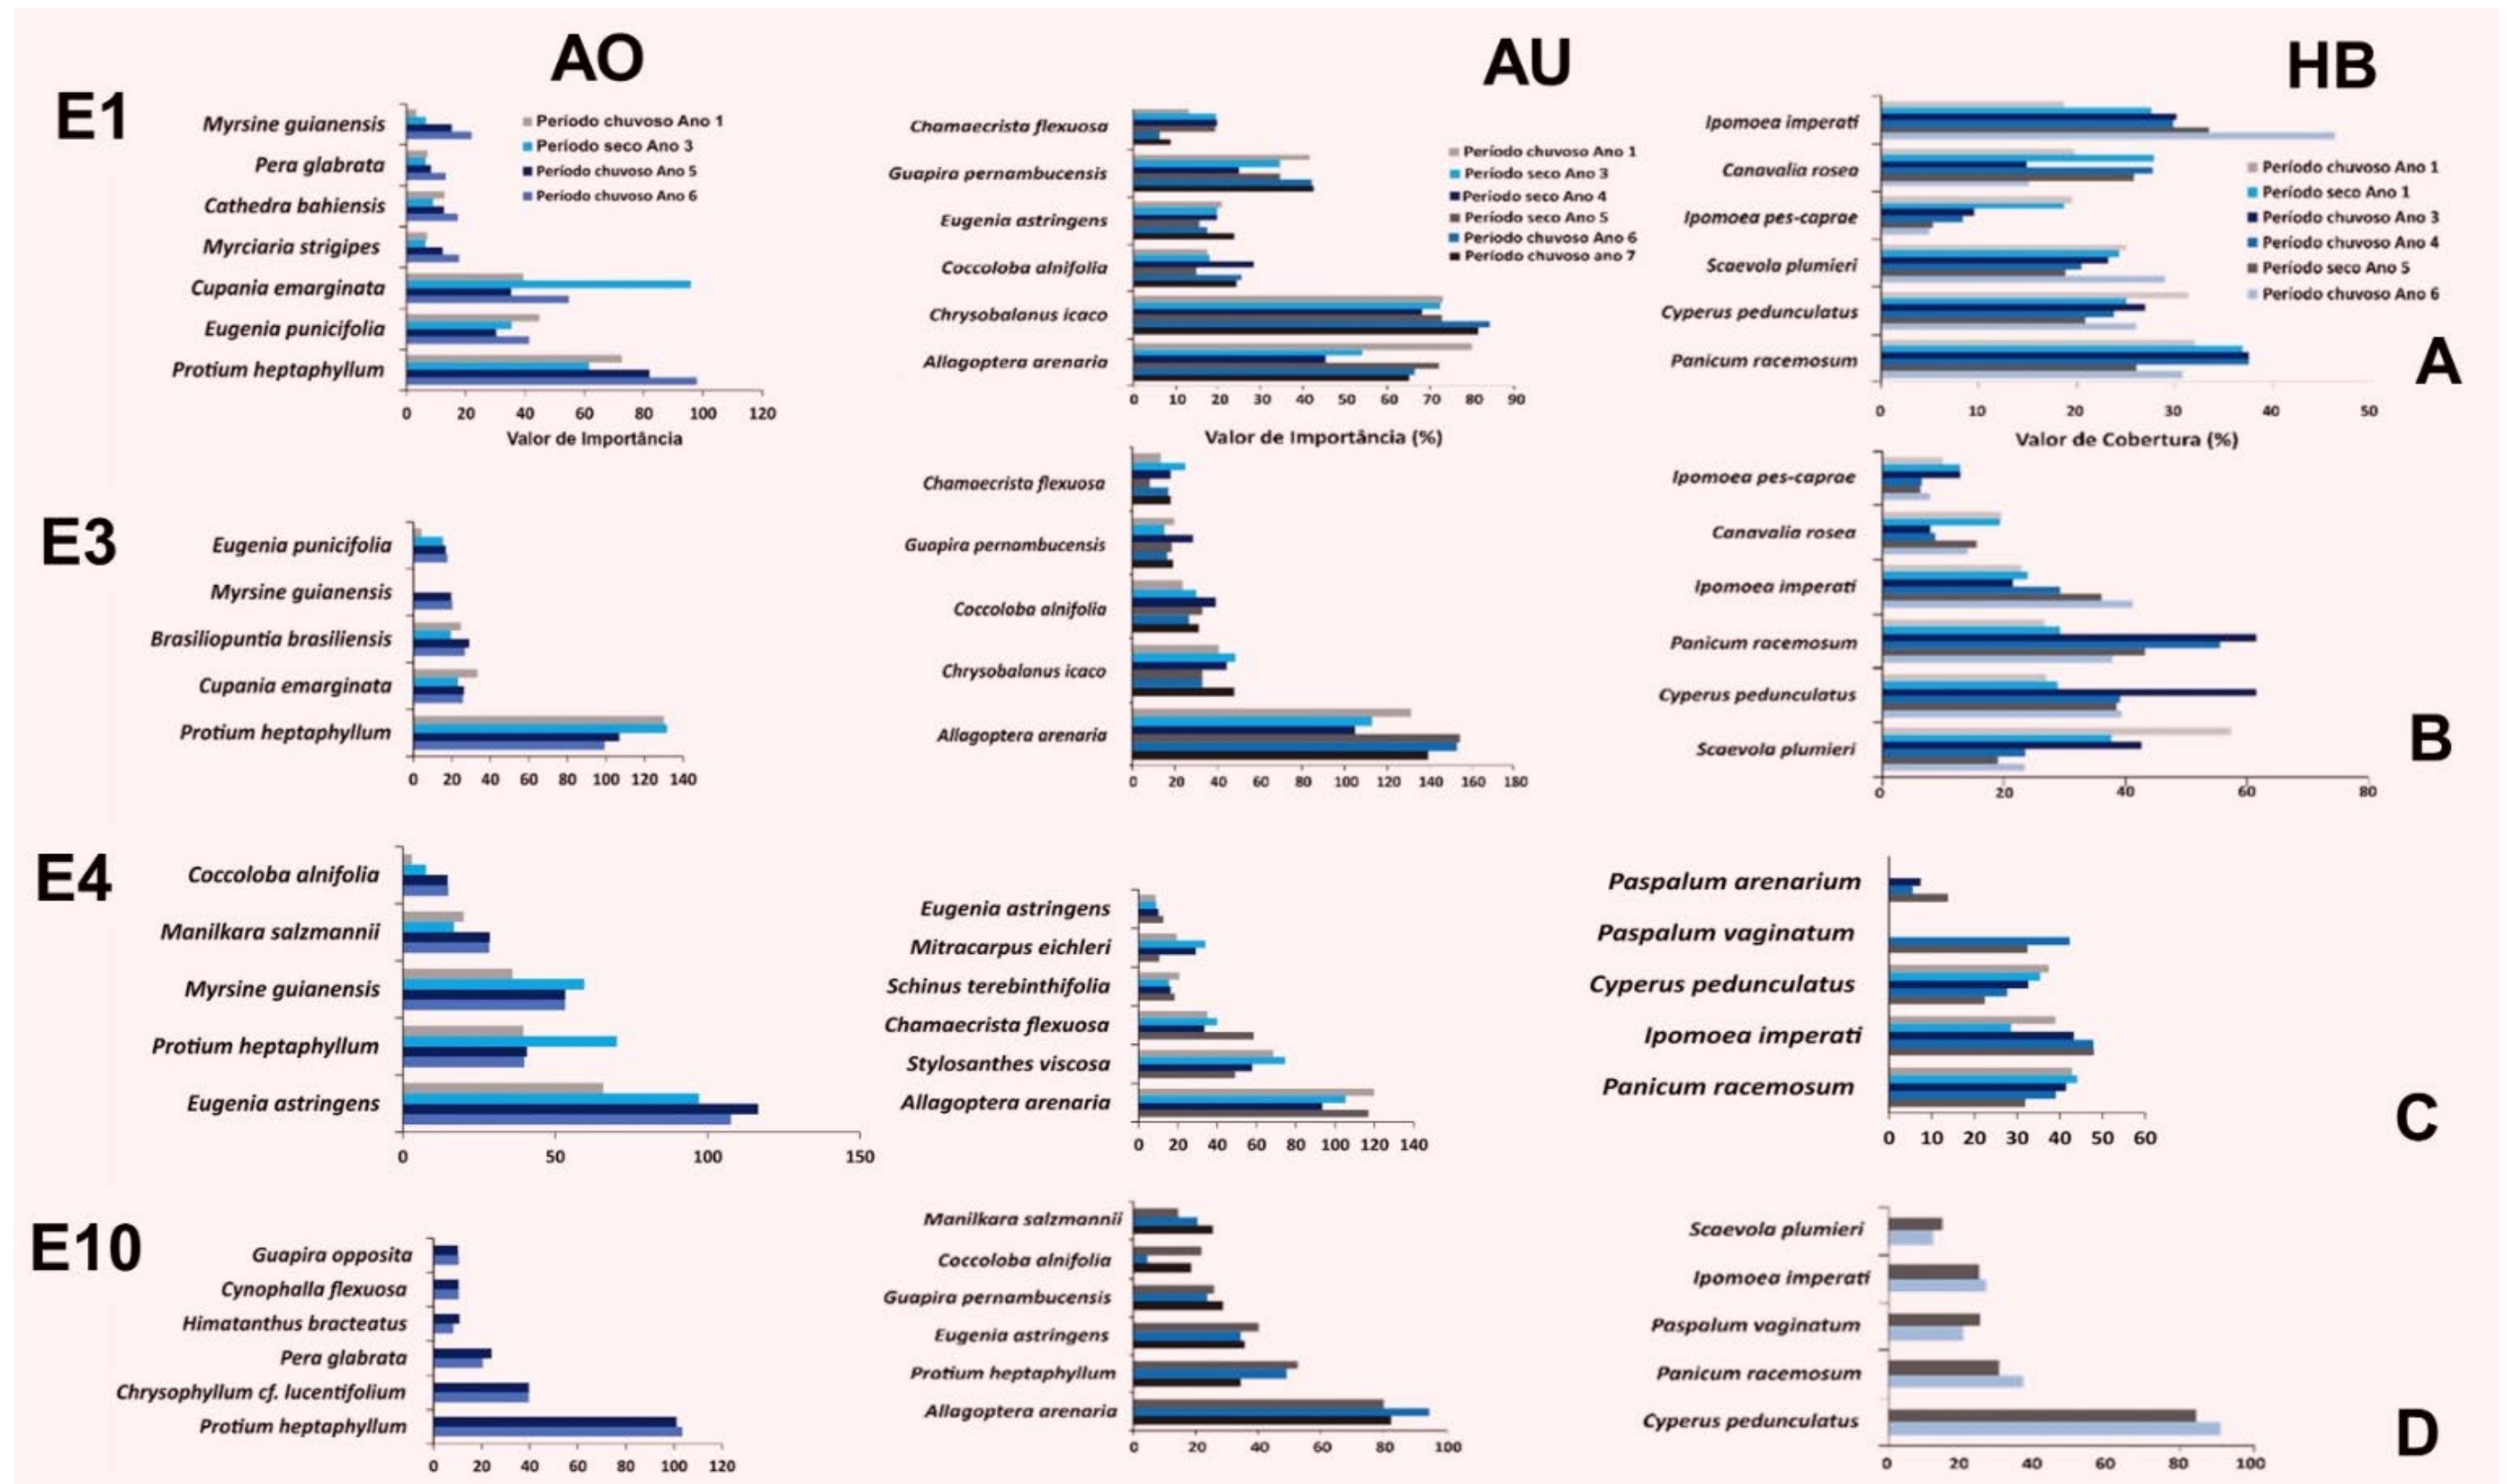 AO
AU
HB
E1
Myrsine guianensis
Pera glabrata
Cathedra bahiensis
Myrciaria strigipes
Cupania emarginata
Eugenia punicifolia
Protium heptaphyllum
Período chuvoso Ano 1
Período seco Ano 3
Período chuvoso Ano 5
Período chuvoso Ano 6
0 20 40 60 80 100 120
Valor de Importância
Chamaecrista flexuosa
Guapira pernambucensis
Eugenia astringens
Coccoloba alnifolia
Chrysobalanus icaco
Allagoptera arenaria
Período chuvoso Ano 1
Período seco Ano 3
Período seco Ano 4
Período seco Ano 5
Período chuvoso Ano 6
Período chuvoso ano 7
0 10 20 30 40 50 60 70 80 90
Valor de Importância (%)
Ipomoea imperati
Canavalia rosea
Ipomoea pes-caprae
Scaevola plumieri
Cyperus pedunculatus
Panicum racemosum
Período chuvoso Ano 1
Período seco Ano 1
Período chuvoso Ano 3
Período chuvoso Ano 4
Período seco Ano 5
Período chuvoso Ano 6
0 10 20 30 40 50
Valor de Cobertura (%)
A
E3
Eugenia punicifolia
Myrsine guianensis
Brasiliopuntia brasiliensis
Cupania emarginata
Protium heptaphyllum
0 20 40 60 80 100 120 140
Chamaecrista flexuosa
Guapira pernambucensis
Coccoloba alnifolia
Chrysobalanus icaco
Allagoptera arenaria
0 20 40 60 80 100 120 140 160 180
Ipomoea pes-caprae
Canavalia rosea
Ipomoea imperati
Panicum racemosum
Cyperus pedunculatus
Scaevola plumieri
0 20 40 60 80
B
E4
Coccoloba alnifolia
Manilkara salzmannii
Myrsine guianensis
Protium heptaphyllum
Eugenia astringens
0 50 100 150
Eugenia astringens
Mitracarpus eichleri
Schinus terebinthifolia
Chamaecrista flexuosa
Stylosanthes viscosa
Allagoptera arenaria
0 20 40 60 80 100 120 140
Paspalum arenarium
Paspalum vaginatum
Cyperus pedunculatus
Ipomoea imperati
Panicum racemosum
0 10 20 30 40 50 60
C
E10
Guapira opposita
Cynophalla flexuosa
Himatanthus bracteatus
Pera glabrata
Chrysophyllum cf. lucentifolium
Protium heptaphyllum
0 20 40 60 80 100 120
Manilkara salzmannii
Coccoloba alnifolia
Guapira pernambucensis
Eugenia astringens
Protium heptaphyllum
Allagoptera arenaria
0 20 40 60 80 100
Scaevola plumieri
Ipomoea imperati
Paspalum vaginatum
Panicum racemosum
Cyperus pedunculatus
0 20 40 60 80 100
D